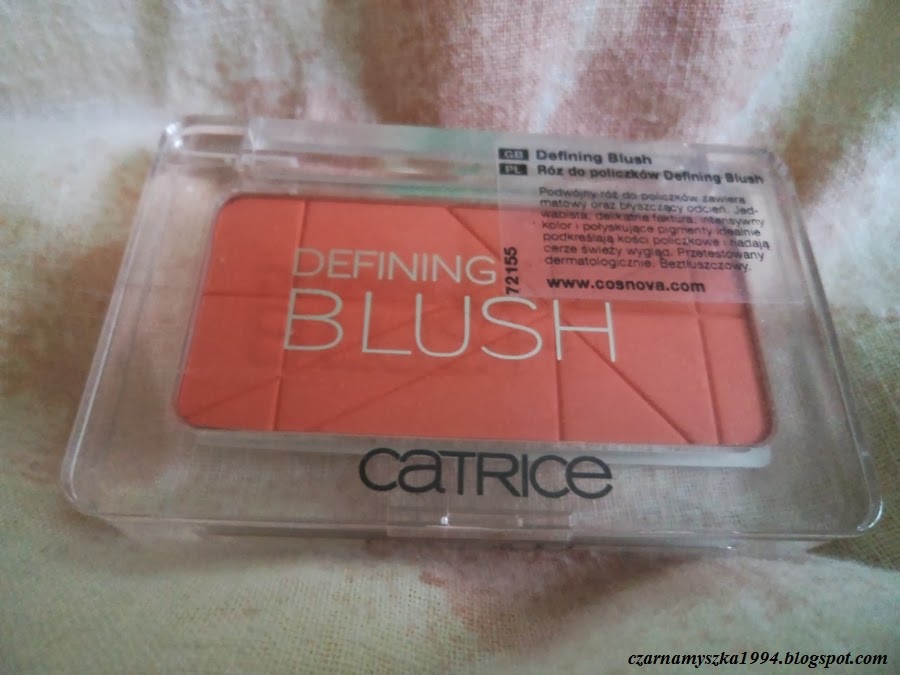 GB Defining Blush
PL Róż do policzków Defining Blush
Podwójny róż do policzków zawiera
matowy oraz błyszczący odcień. Jed-
wabista, delikatna faktura, intensywny
kolor i połyskujące pigmenty idealnie
podkreślają kości policzkowe i nadają
cerze świeży wygląd. Przetestowany
dermatologicznie. Beztłuszczowy.
www.cosnova.com
72155
DEFINING
BLUSH
CATRICE
czarnamyszka1994.blogspot.com